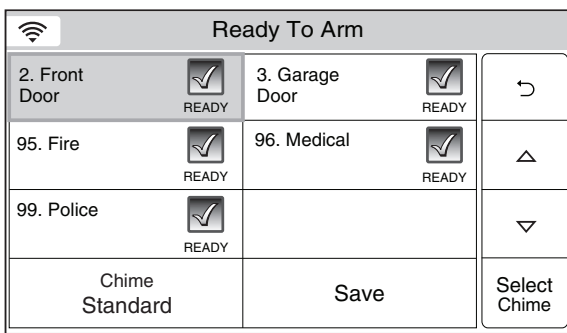 Ready To Arm
2. Front
Door
READY
3. Garage
Door
READY
95. Fire
READY
96. Medical
READY
99. Police
READY
Chime
Standard
Save
Select
Chime